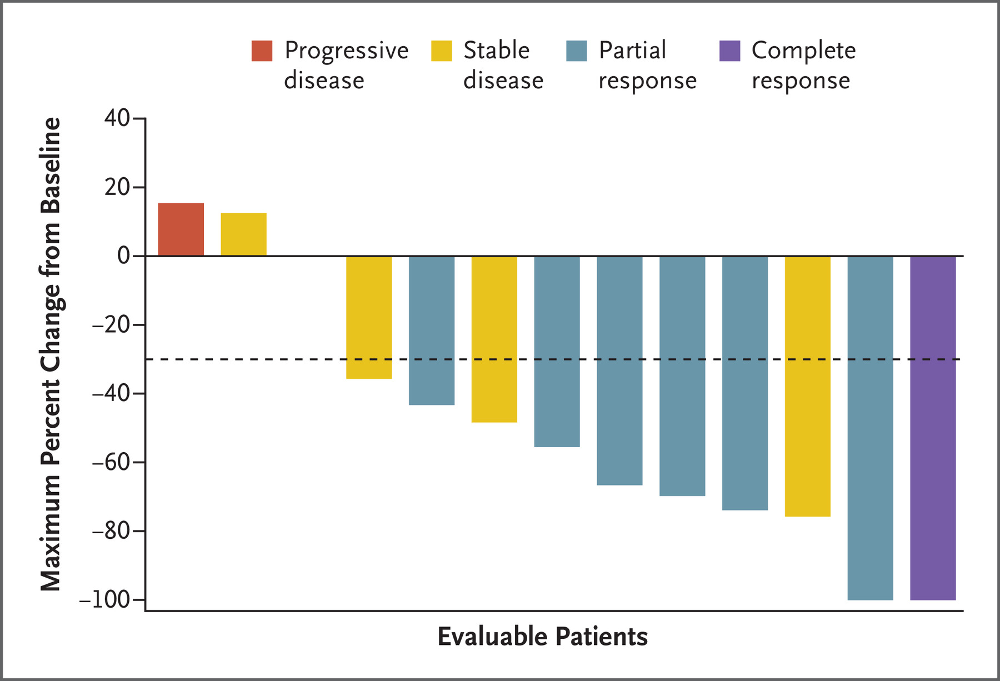 Progressive
disease
Stable
disease
Partial
response
Complete
response
Maximum Percent Change from Baseline
40
20
0
–20
–40
–60
–80
–100
Evaluable Patients